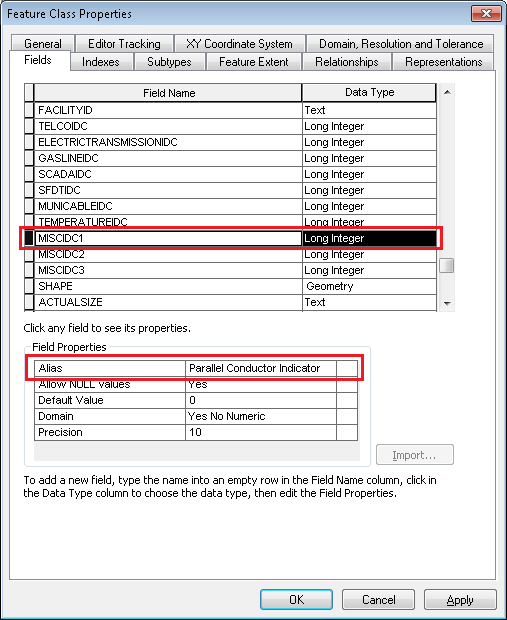 Feature Class Properties
General Editor Tracking XY Coordinate System Domain, Resolution and Tolerance
Fields Indexes Subtypes Feature Extent Relationships Representations
Field Name Data Type
FACILITYID Text
TELCOIDC Long Integer
ELECTRICTRANSMISSIONIDC Long Integer
GASLINEIDC Long Integer
SCADAIDC Long Integer
SFDTIDC Long Integer
MUNICABLEIDC Long Integer
TEMPERATUREIDC Long Integer
MISCIDC1 Long Integer
MISCIDC2 Long Integer
MISCIDC3 Long Integer
SHAPE Geometry
ACTUALSIZE Text
Click any field to see its properties.
Field Properties
Alias Parallel Conductor Indicator
Allow NULL values Yes
Default Value 0
Domain Yes No Numeric
Precision 10
Import...
To add a new field, type the name into an empty row in the Field Name column, click in
the Data Type column to choose the data type, then edit the Field Properties.
OK Cancel Apply